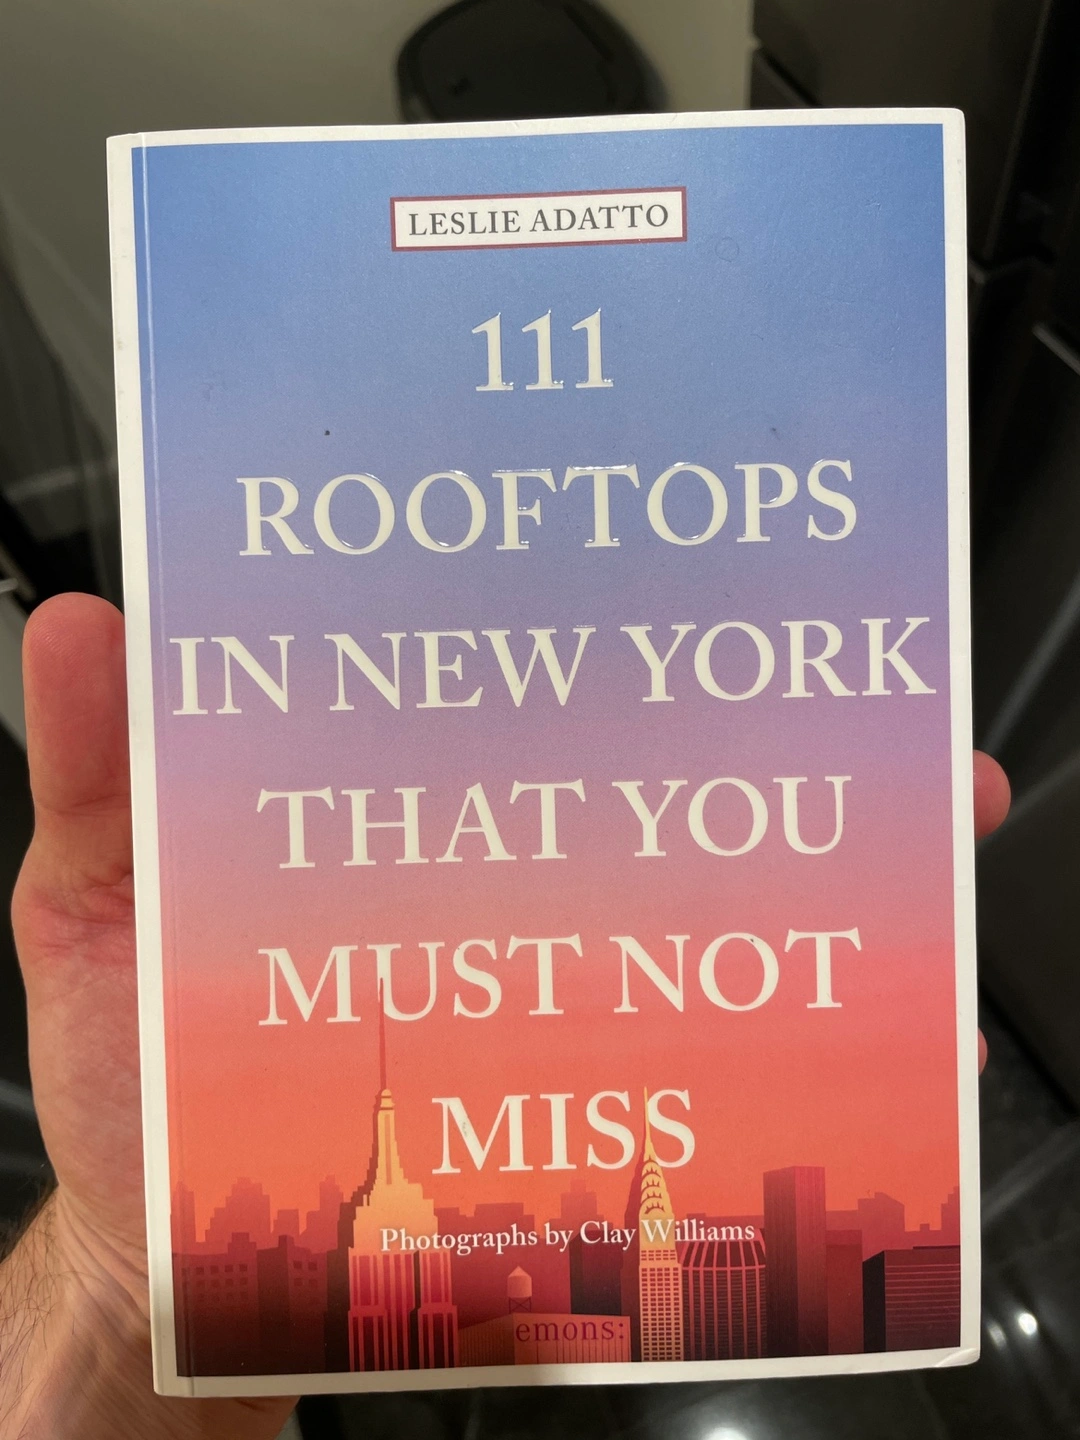 LESLIE ADATTO
111
ROOFTOPS
IN NEW YORK
THAT YOU
MUST NOT
MISS
Photographs by Clay Williams
emons: